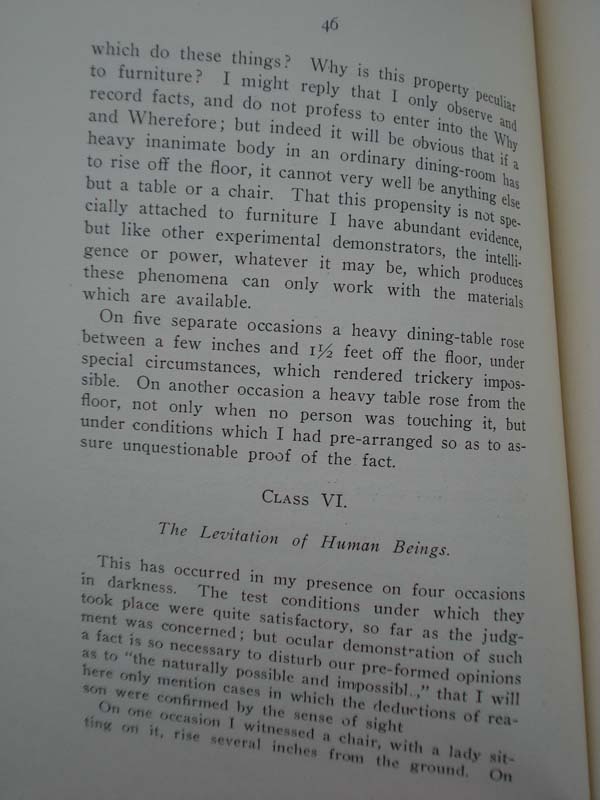 46
which do these things? Why is this property peculiar
to furniture? I might reply that I only observe and
record facts, and do not profess to enter into the Why
and Wherefore; but indeed it will be obvious that if a
heavy inanimate body in an ordinary dining-room has
to rise off the floor, it cannot very well be anything else
but a table or a chair. That this propensity is not spe-
cially attached to furniture I have abundant evidence,
but like other experimental demonstrators, the intelli-
gence or power, whatever it may be, which produces
these phenomena can only work with the materials
which are available.
On five separate occasions a heavy dining-table rose
between a few inches and 1½ feet off the floor, under
special circumstances, which rendered trickery impos-
sible. On another occasion a heavy table rose from the
floor, not only when no person was touching it, but
under conditions which I had pre-arranged so as to as-
sure unquestionable proof of the fact.
Class VI.
The Levitation of Human Beings.
This has occurred in my presence on four occasions
in darkness. The test conditions under which they
took place were quite satisfactory, so far as the judg-
ment was concerned; but ocular demonstration of such
a fact is so necessary to disturb our pre-formed opinions
as to "the naturally possible and impossibl..," that I will
here only mention cases in which the deductions of rea-
son were confirmed by the sense of sight
On one occasion I witnessed a chair, with a lady sit-
ting on it, rise several inches from the ground. On